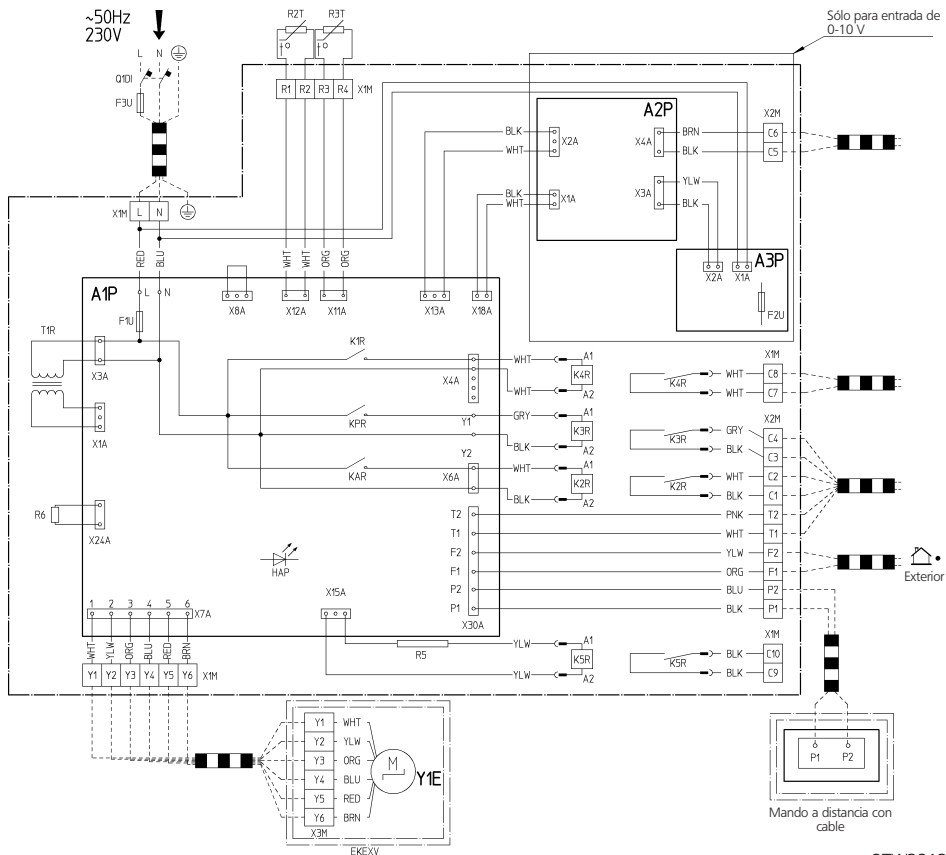 ~50Hz
230V
L N
Q1DI
F3U
R2T R3T
R1 R2 R3 R4 X1M
Sólo para entrada de
0-10 V
A2P
X2M
BLK
WHT
X2A
X4A
BRN
BLK
C6
C5
BLK
WHT
X1A
X3A
YLW
BLK
X1M L N
RED BLU WHT WHT ORG ORG
X2A X1A
A3P
F2U
A1P
L N
X8A X12A X11A X13A X18A
F1U
T1R
X3A
X1A
K1R
X4A
WHT A1
K4R
WHT A2
KPR
Y1
GRY A1
K3R
BLK A2
Y2
KAR
X6A
WHT A1
K2R
BLK A2
X1M
K4R
WHT C8
WHT C7
X2M
K3R
GRY C4
BLK C3
K2R
WHT C2
BLK C1
R6
X24A
HAP
T2 PNK T2
T1 WHT T1
F2 YLW F2
F1 ORG F1
P2 BLU P2
P1 BLK P1
X30A
Exterior
X15A
R5
YLW A1
K5R
YLW A2
X1M
K5R
BLK C10
BLK C9
1 2 3 4 5 6
X7A
WHT YLW ORG BLU RED BRN
Y1 Y2 Y3 Y4 Y5 Y6 X1M
Y1 WHT
Y2 YLW
Y3 ORG
Y4 BLU
Y5 RED
Y6 BRN
X3M
M
Y1E
EKEXV
P1 P2
Mando a distancia con
cable